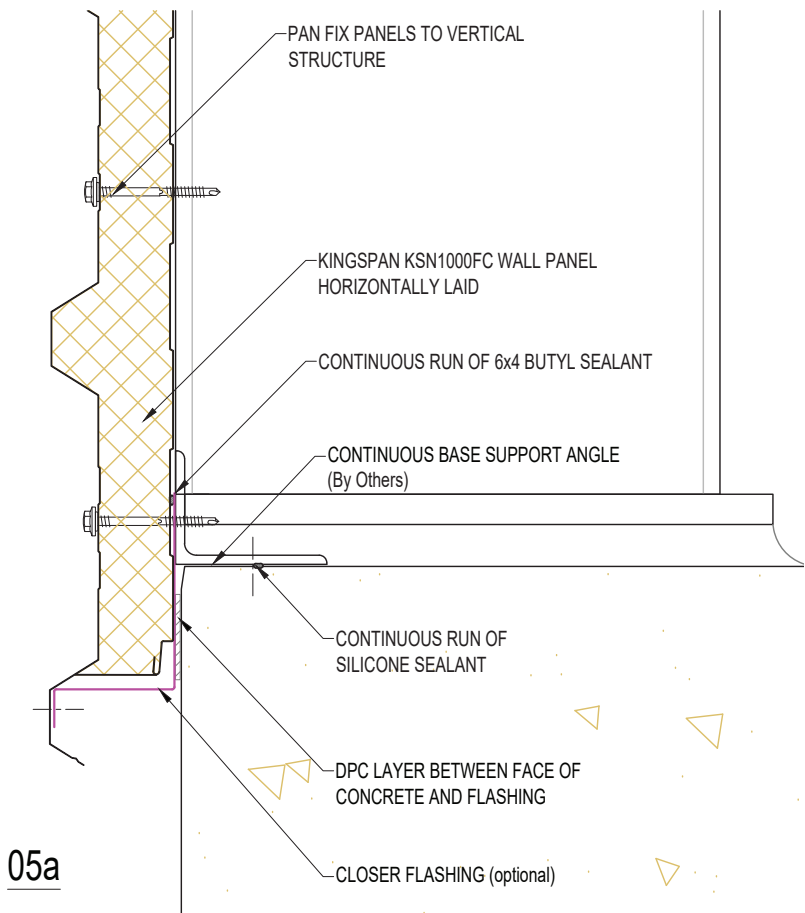 PAN FIX PANELS TO VERTICAL
STRUCTURE
KINGSPAN KSN1000FC WALL PANEL
HORIZONTALLY LAID
CONTINUOUS RUN OF 6x4 BUTYL SEALANT
CONTINUOUS BASE SUPPORT ANGLE
(By Others)
CONTINUOUS RUN OF
SILICONE SEALANT
DPC LAYER BETWEEN FACE OF
CONCRETE AND FLASHING
05a
CLOSER FLASHING (optional)